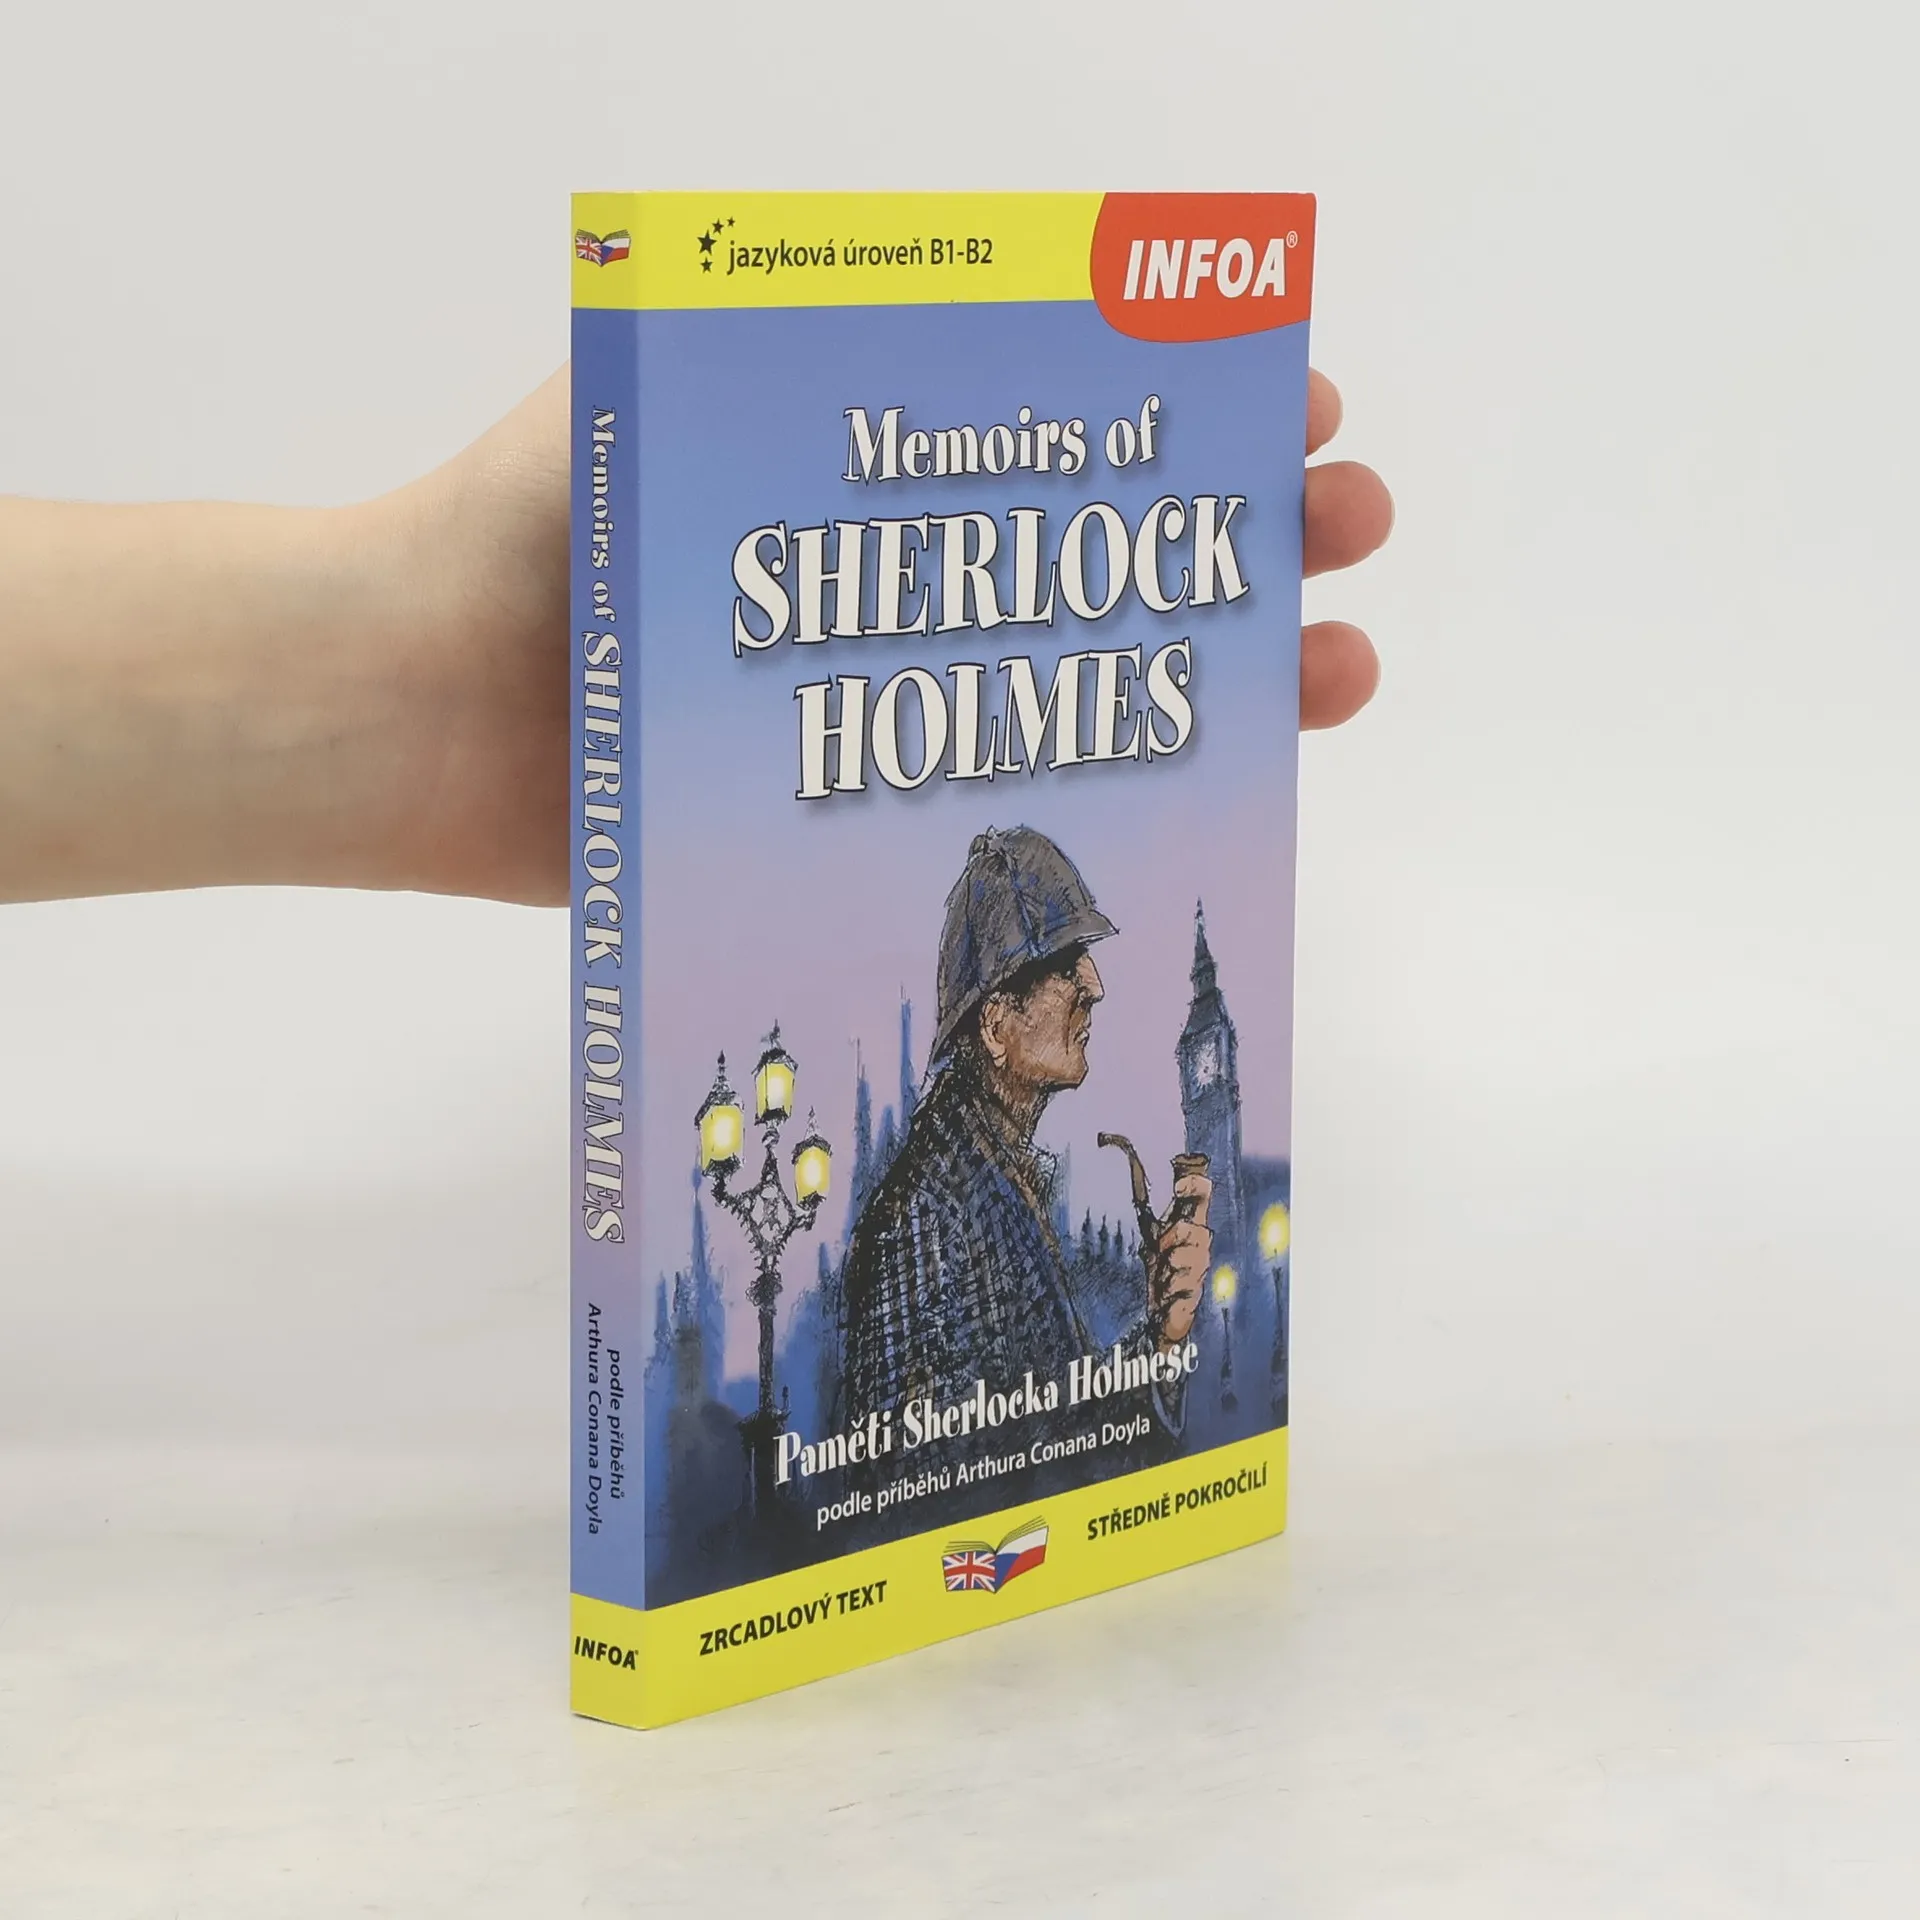 jazyková úroveň B1-B2
INFOA®
Memoirs of
SHERLOCK
HOLMES
Paměti Sherlocka Holmese
podle příběhů Arthura Conana Doyla
ZRCADLOVÝ TEXT
STŘEDNĚ POKROČILÍ
Memoirs of SHERLOCK HOLMES
podle příběhů
Arthura Conana Doyla
INFOA®